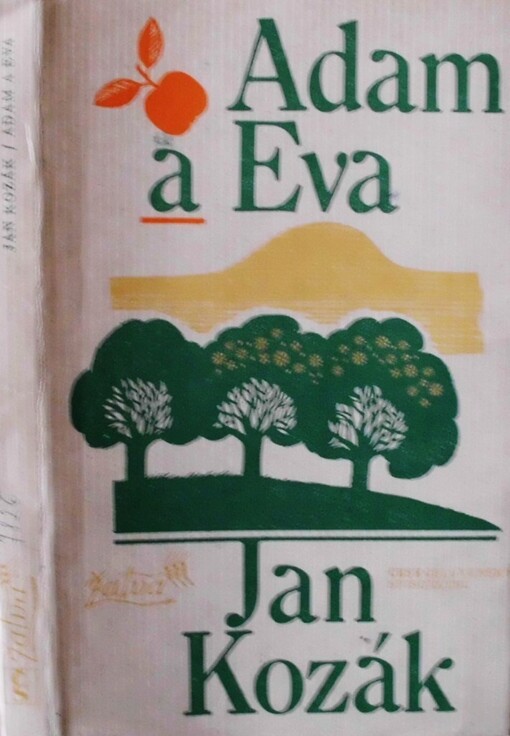 Adam
a Eva
Jan
Kozák
JAN KOZÁK / ADAM A EVA